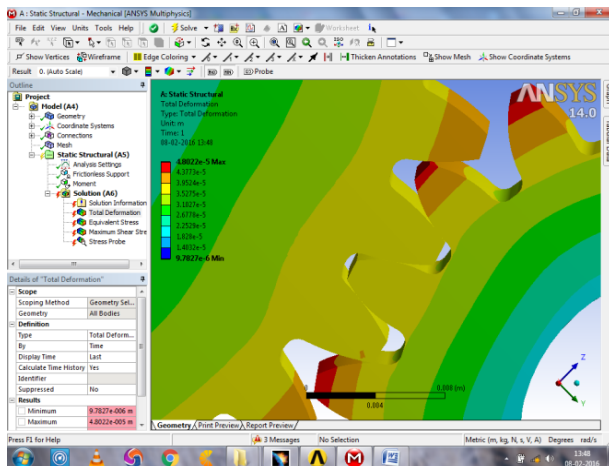 A : Static Structural - Mechanical [ANSYS Multiphysics]
File Edit View Units Tools Help Solve Worksheet
Show Vertices Wireframe Edge Coloring Thicken Annotations Show Mesh Show Coordinate Systems
Result 0. (Auto Scale) Probe
Outline
Project
Model (A4)
Geometry
Coordinate Systems
Connections
Mesh
Static Structural (A5)
Analysis Settings
Frictionless Support
Moment
Solution (A6)
Solution Information
Total Deformation
Equivalent Stress
Maximum Shear Stre
Stress Probe
Details of "Total Deformat
Scope
Scoping Method Geometry Sel...
Geometry All Bodies
Definition
Type Total Deform...
By Time
Display Time Last
Calculate Time History Yes
Identifier
Suppressed No
Results
Minimum 9.7827e-006 m
Maximum 4.8022e-005 m
A: Static Structural
Total Deformation
Type: Total Deformation
Unit: m
Time: 1
08-02-2016 13:48
4.8022e-5 Max
4.3773e-5
3.9524e-5
3.5275e-5
3.1027e-5
2.6778e-5
2.2529e-5
1.828e-5
1.4032e-5
9.7827e-6 Min
ANSYS
14.0
0
0.004
0.008 (m)
Z
Y
Geometry Print Preview Report Preview
Press F1 for Help 3 Messages No Selection Metric (m, kg, N, s, V, A) Degrees rad/s
13:48
08-02-2016